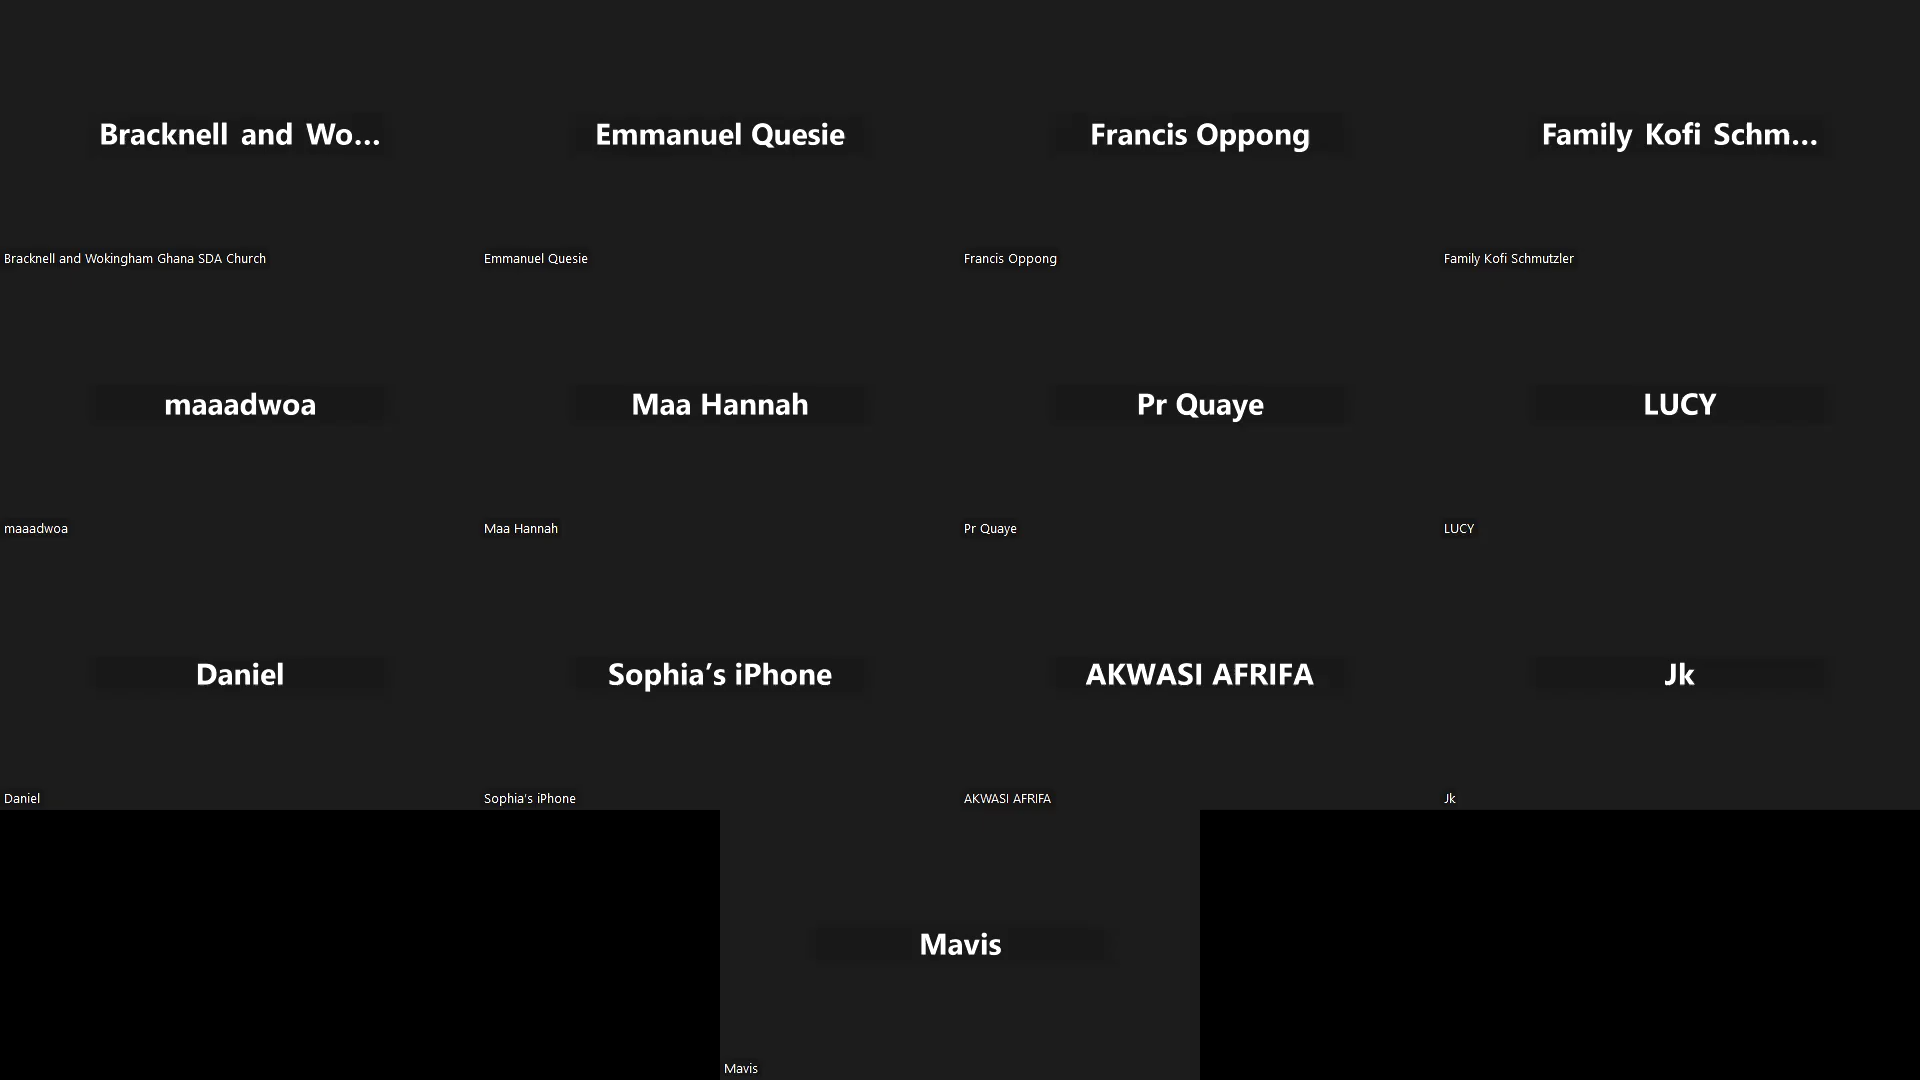 Bracknell and Wo...
Emmanuel Quesie
Francis Oppong
Family Kofi Schm...
Bracknell and Wokingham Ghana SDA Church
Emmanuel Quesie
Francis Oppong
Family Kofi Schmutzler
maaadwoa
Maa Hannah
Pr Quaye
LUCY
maaadwoa
Maa Hannah
Pr Quaye
LUCY
Daniel
Sophia’s iPhone
AKWASI AFRIFA
Jk
Daniel
Sophia's iPhone
AKWASI AFRIFA
Jk
Mavis
Mavis